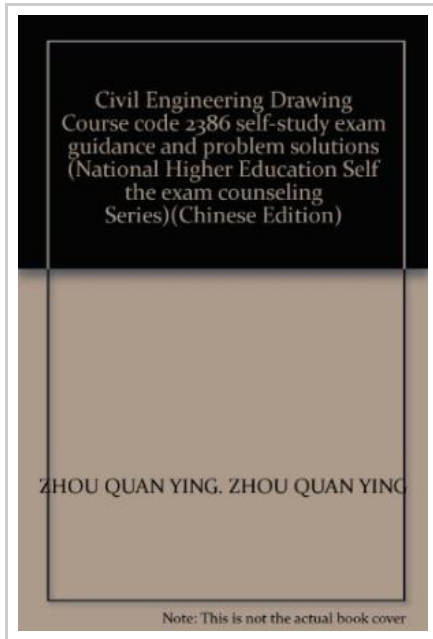 Civil Engineering Drawing
Course code 2386 self-study exam
guidance and problem solutions
(National Higher Education Self
the exam counseling
Series)(Chinese Edition)
ZHOU QUAN YING. ZHOU QUAN YING
Note: This is not the actual book cover